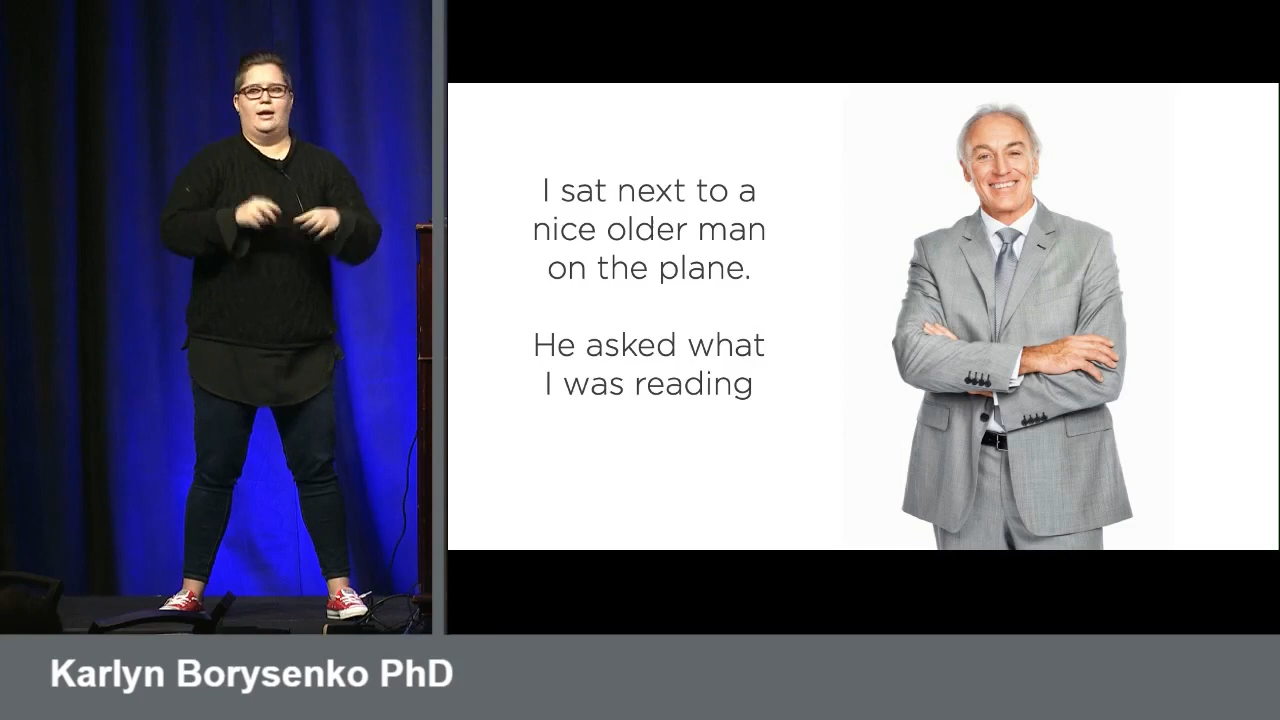 I sat next to a
nice older man
on the plane.
He asked what
I was reading
Karlyn Borysenko PhD